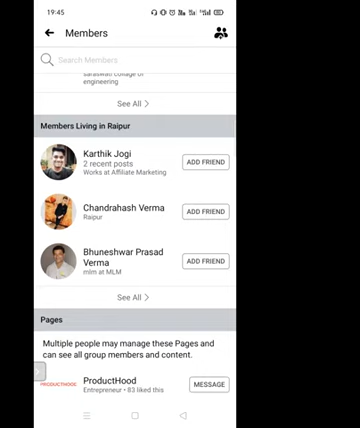 19:45
Members
Search Members
saraswati collage of
engineering
See All
Members Living in Raipur
Karthik Jogi
2 recent posts
Works at Affiliate Marketing
ADD FRIEND
Chandrahash Verma
Raipur
ADD FRIEND
Bhuneshwar Prasad
Verma
mlm at MLM
ADD FRIEND
See All
Pages
Multiple people may manage these Pages and
can see all group members and content.
PRODUCTHOOD
ProductHood
Entrepreneur • 83 liked this
MESSAGE